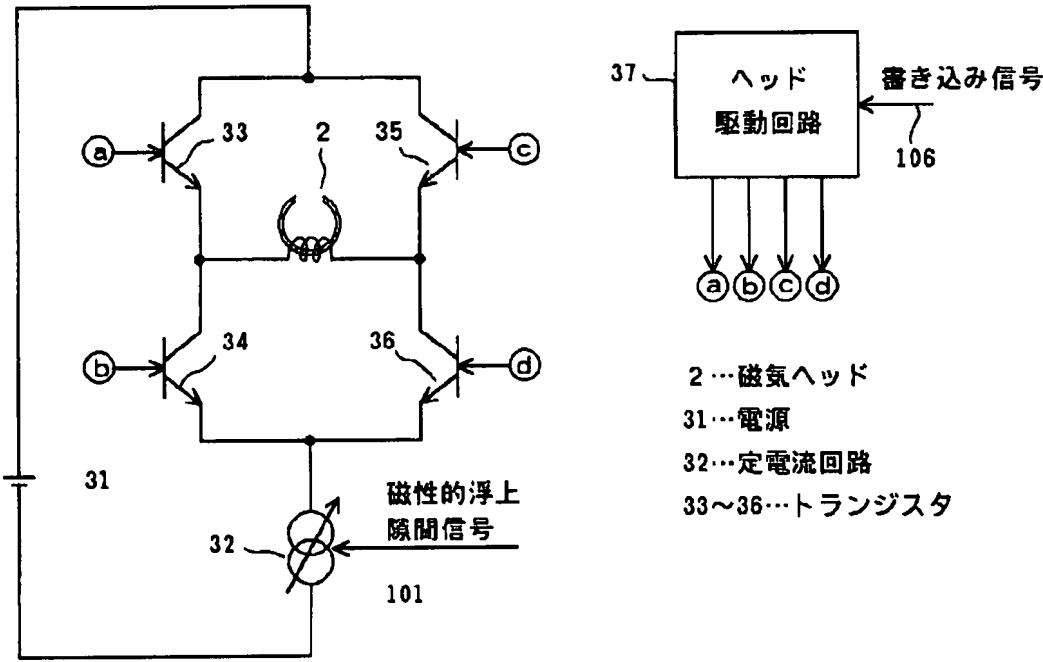 ⓐ
33
2
35
ⓒ
ⓑ
34
36
ⓓ
31
32
磁性的浮上
隙間信号
101
37
ヘッド
駆動回路
書き込み信号
106
ⓐ ⓑ ⓒ ⓓ
2…磁気ヘッド
31…電源
32…定電流回路
33~36…トランジスタ